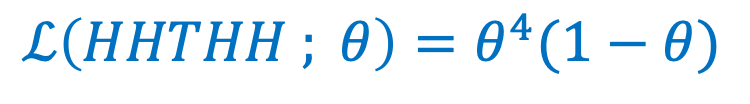 ℒ(HHTHH ; θ) = θ⁴(1 − θ)